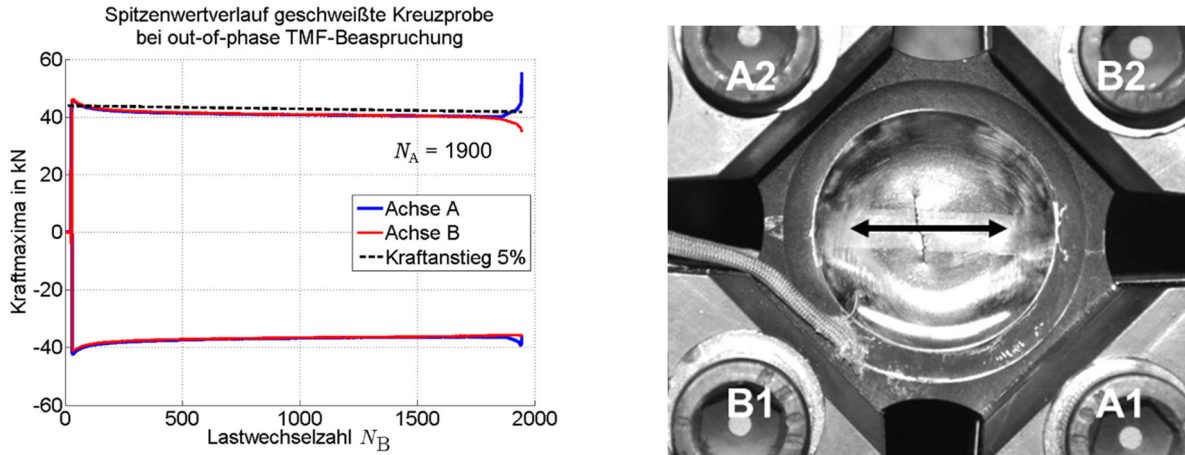 Spitzenwertverlauf geschweißte Kreuzprobe
bei out-of-phase TMF-Beaspruchung
Kraftmaxima in kN
60
40
20
0
-20
-40
-60
N_A = 1900
Achse A
Achse B
Kraftanstieg 5%
0
500
1000
1500
2000
Lastwechselzahl N_B
A2
B2
B1
A1